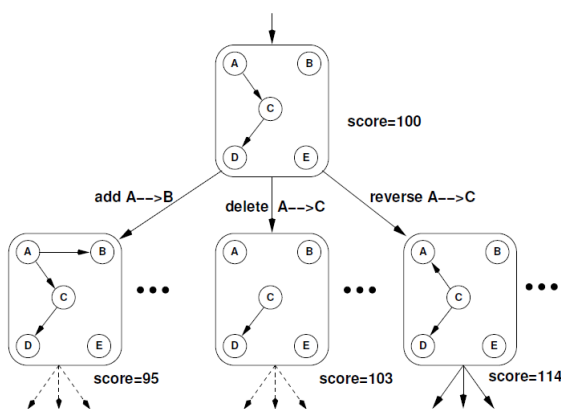 A B
C
D E
score=100
add A-->B
delete A-->C
reverse A-->C
A B
C
D E
score=95
A B
C
D E
score=103
A B
C
D E
score=114